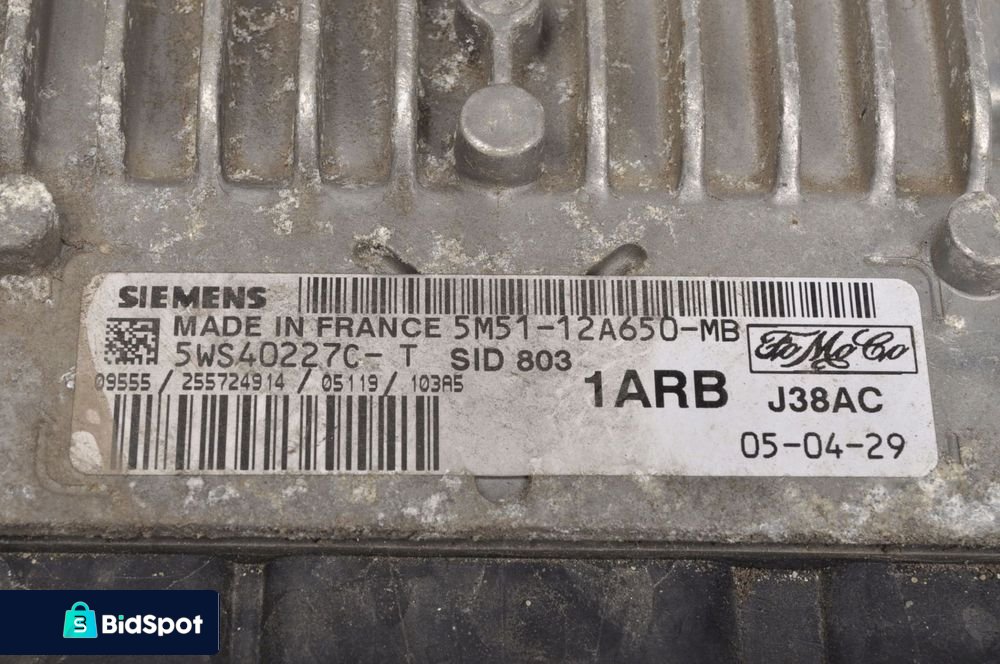 SIEMENS
MADE IN FRANCE 5M51-12A650-MB
5WS40227C- T SID 803
FoMoCo
09555 / 255724914 / 05119 / 103A5
1ARB J38AC
05-04-29
S BidSpot